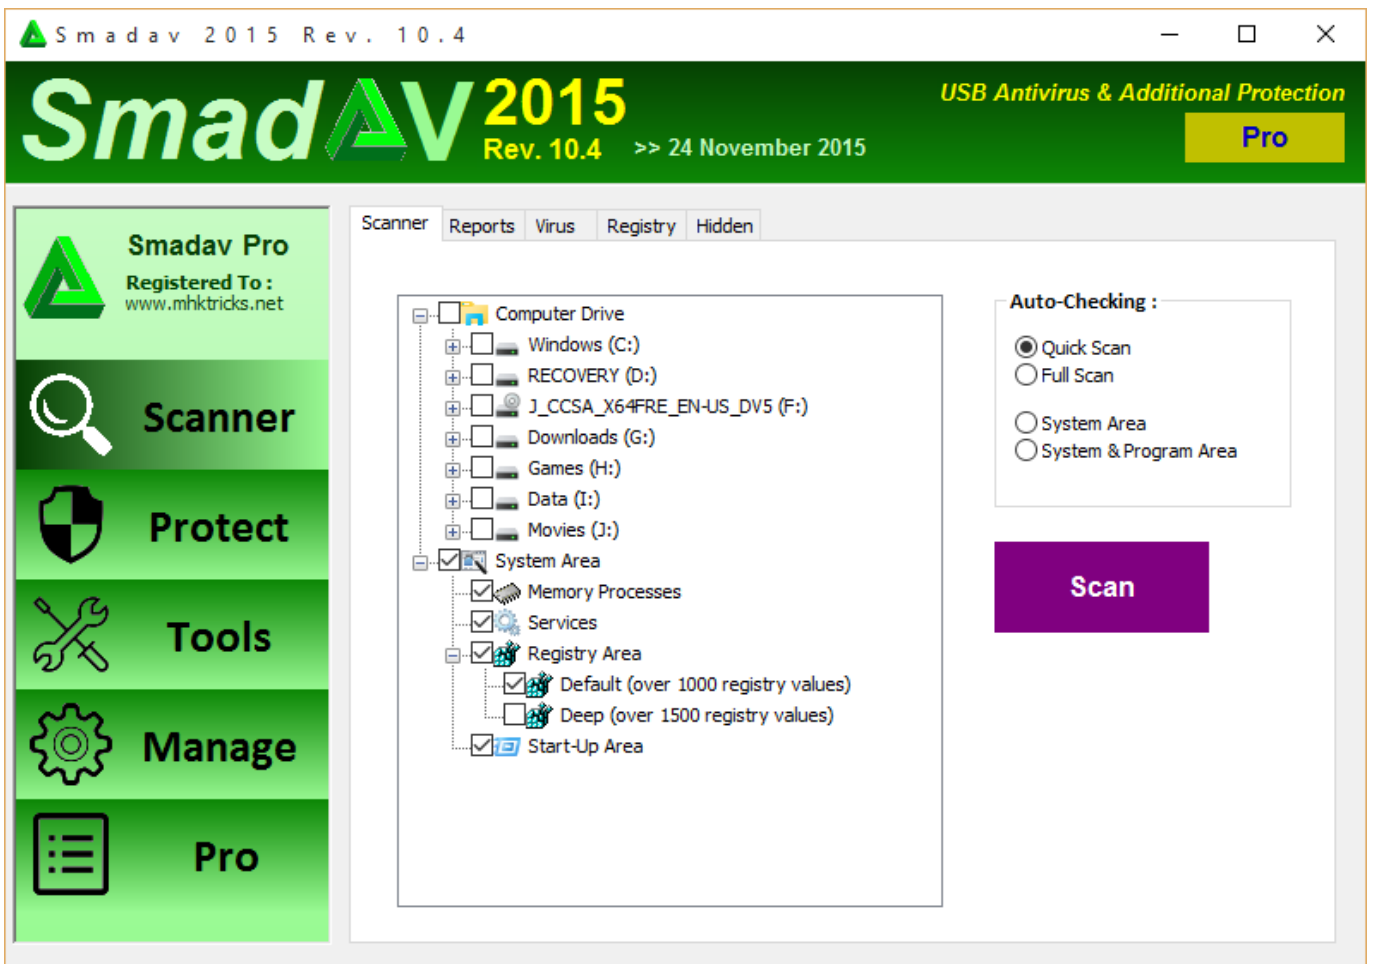 Smadav 2015 Rev. 10.4
SmadAV 2015
Rev. 10.4 >> 24 November 2015
USB Antivirus & Additional Protection
Pro
Smadav Pro
Registered To :
www.mhktricks.net
Scanner
Protect
Tools
Manage
Pro
Scanner Reports Virus Registry Hidden
Computer Drive
Windows (C:)
RECOVERY (D:)
J_CCSA_X64FRE_EN-US_DV5 (F:)
Downloads (G:)
Games (H:)
Data (I:)
Movies (J:)
System Area
Memory Processes
Services
Registry Area
Default (over 1000 registry values)
Deep (over 1500 registry values)
Start-Up Area
Auto-Checking :
Quick Scan
Full Scan
System Area
System & Program Area
Scan